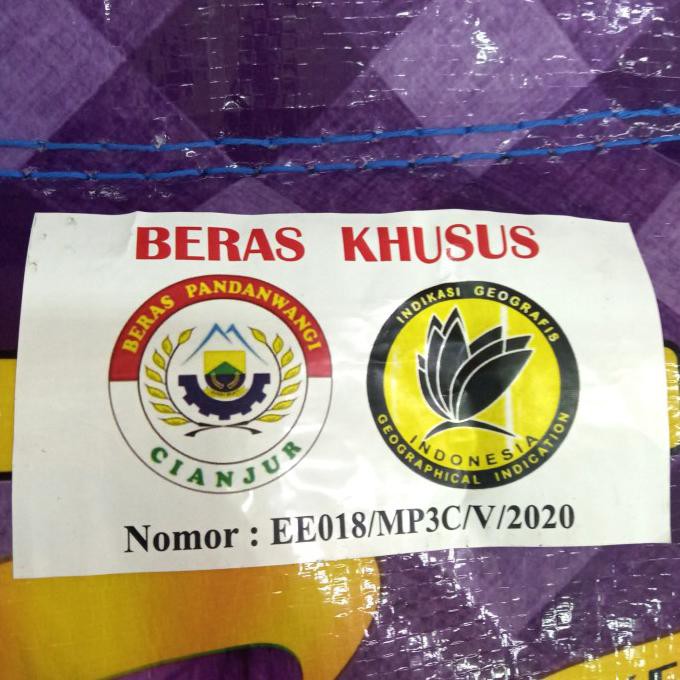 BERAS KHUSUS
BERAS PANDANWANGI
CIANJUR
INDIKASI GEOGRAFIS
INDONESIA
GEOGRAPHICAL INDICATION
Nomor : EE018/MP3C/V/2020